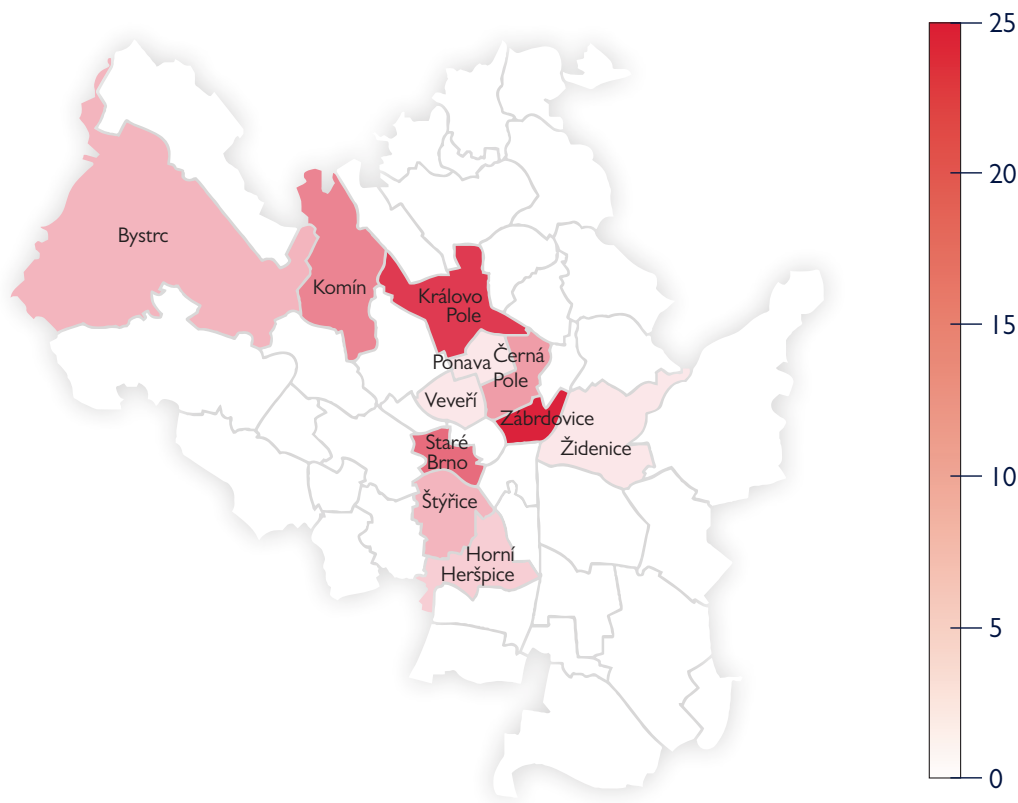 25
20
15
10
5
0
Bystrc
Komín
Královo
Pole
Ponava
Černá
Pole
Veveří
Zábrdovice
Židenice
Staré
Brno
Štýřice
Horní
Heršpice